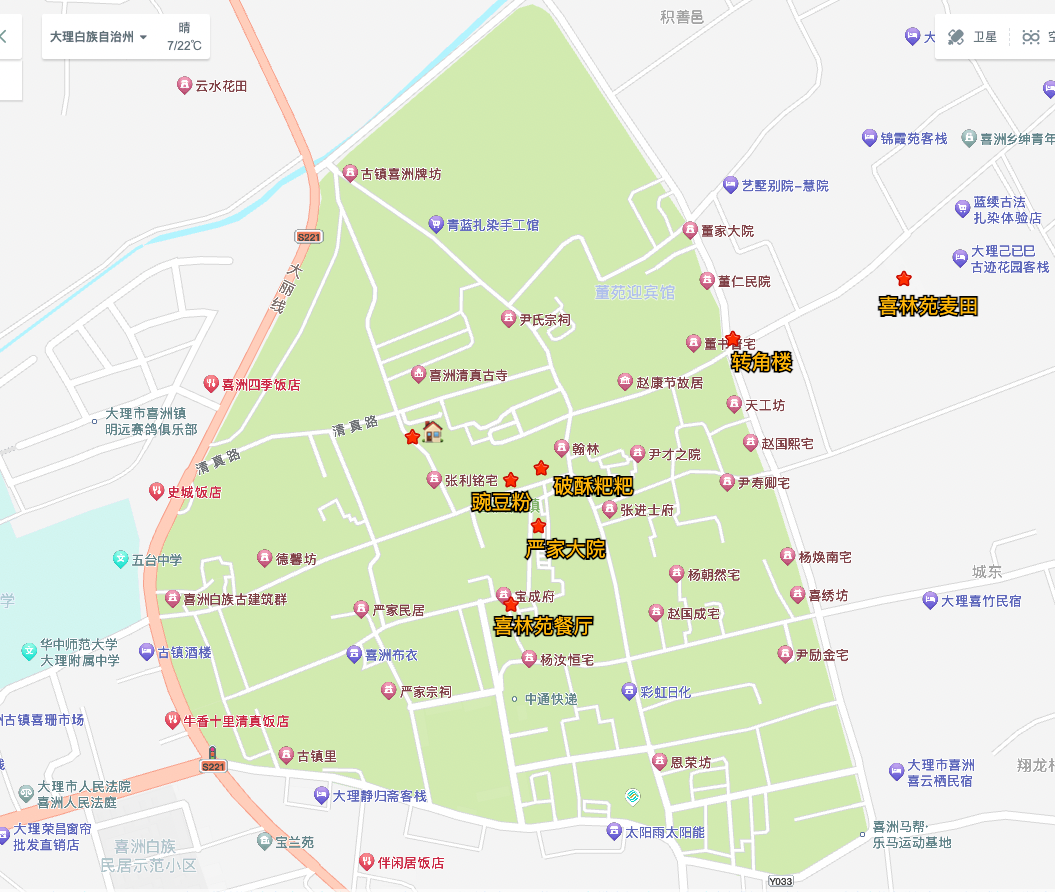 大理白族自治州
晴
7/22℃
积善邑
大
卫星
空
云水花田
古镇喜洲牌坊
锦霞苑客栈
喜洲乡绅青年
艺墅别院-慧院
蓝续古法
扎染体验店
青蓝扎染手工馆
董家大院
S221
大丽线
大理己已巳
古迹花园客栈
董仁民院
董苑迎宾馆
喜林苑麦田
尹氏宗祠
董书宅
转角楼
喜洲清真古寺
赵康节故居
喜洲四季饭店
天工坊
大理市喜洲镇
明远赛鸽俱乐部
清真路
赵国熙宅
翰林
尹才之院
清真路
张利铭宅
破酥粑粑
尹寿卿宅
史城饭店
豌豆粉
镇
张进士府
严家大院
五台中学
德馨坊
杨焕南宅
城东
杨朝然宅
学
喜洲白族古建筑群
宝成府
喜绣坊
大理喜竹民宿
严家民居
赵国成宅
喜林苑餐厅
华中师范大学
大理附属中学
古镇酒楼
喜洲布衣
杨汝恒宅
尹励金宅
严家宗祠
中通快递
彩虹日化
古镇喜珊市场
牛香十里清真饭店
古镇里
恩荣坊
S221
大理市喜洲
喜云栖民宿
翔龙村
大理市人民法院
喜洲人民法庭
大理静归斋客栈
大理荣昌窗帘
批发直销店
太阳雨太阳能
喜洲马帮·
乐马运动基地
宝兰苑
喜洲白族
民居示范小区
伴闲居饭店
Y033